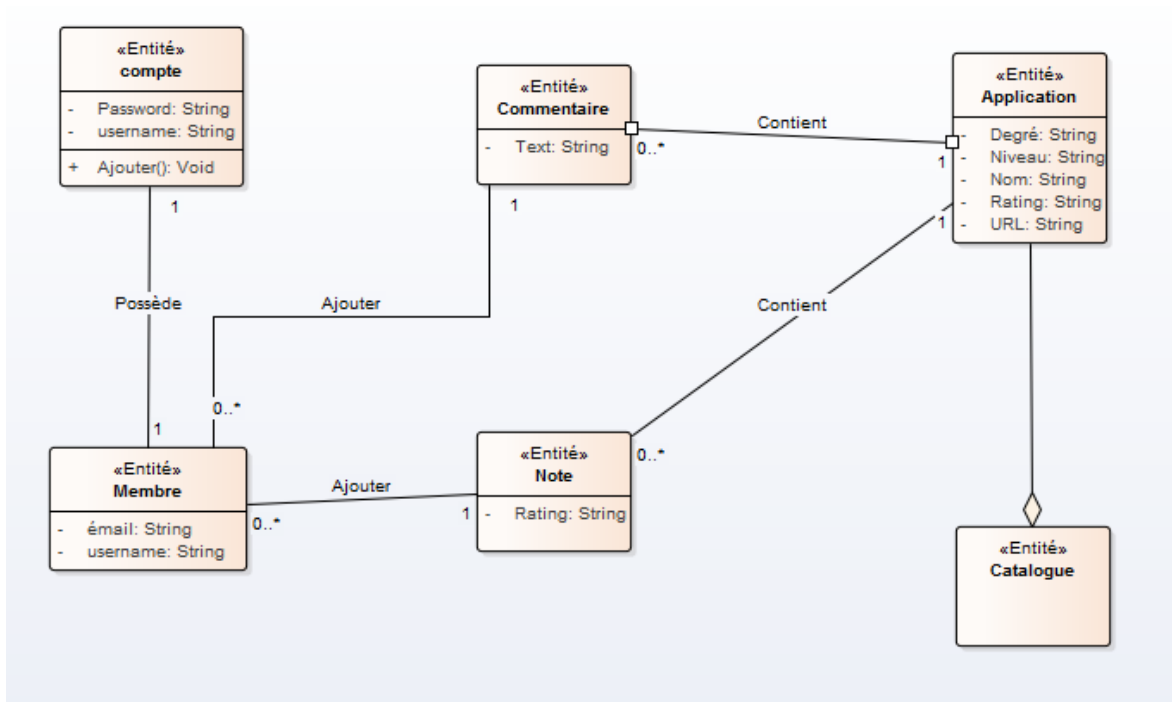 «Entité»
compte
- Password: String
- username: String
+ Ajouter(): Void
1
Possède
1
«Entité»
Commentaire
- Text: String
0..*
Contient
1
1
Ajouter
0..*
«Entité»
Application
- Degré: String
- Niveau: String
- Nom: String
- Rating: String
- URL: String
1
Contient
0..*
«Entité»
Membre
- émail: String
- username: String
0..*
Ajouter
1
«Entité»
Note
- Rating: String
«Entité»
Catalogue